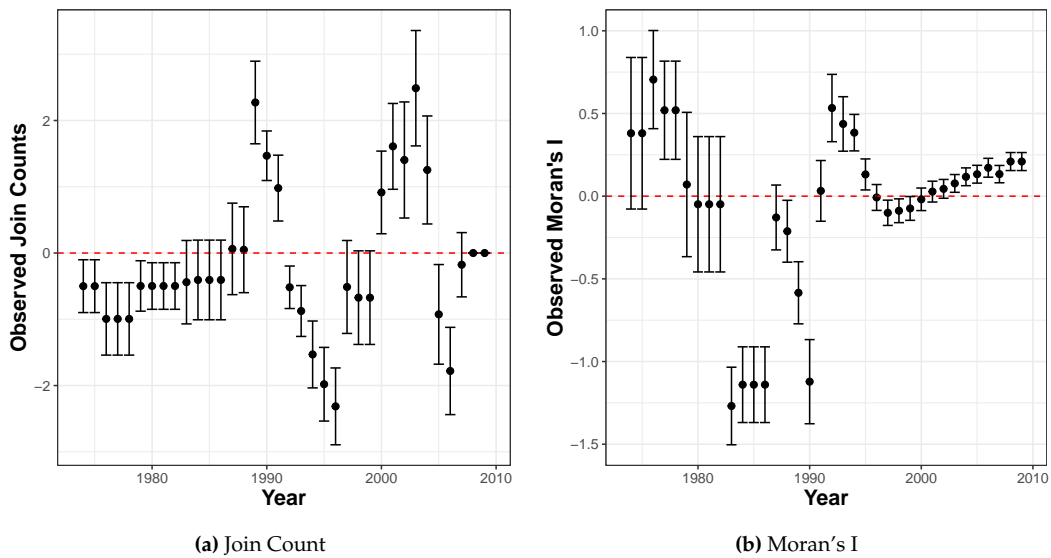 2
0
−2
1980
1990
2000
2010
Observed Join Counts
Year
(a) Join Count
1.0
0.5
0.0
−0.5
−1.0
−1.5
1980
1990
2000
2010
Observed Moran's I
Year
(b) Moran's I